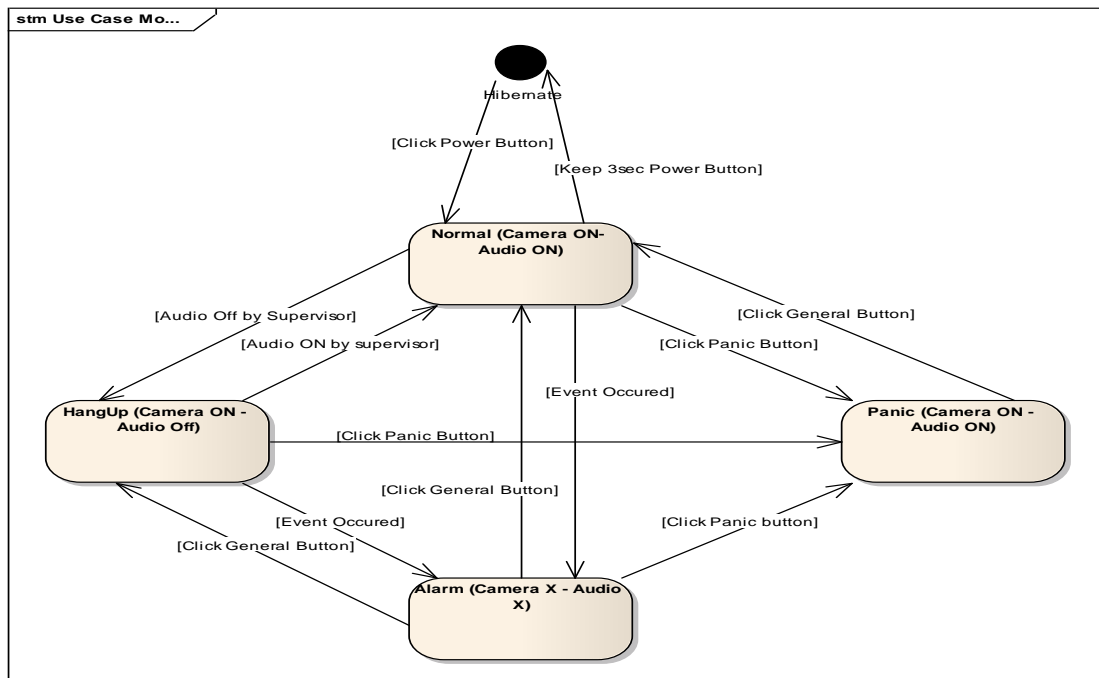 stm Use Case Mo...
Hibernate
[Click Power Button]
[Keep 3sec Power Button]
Normal (Camera ON-
Audio ON)
[Audio Off by Supervisor]
[Click General Button]
[Audio ON by supervisor]
[Click Panic Button]
[Event Occured]
HangUp (Camera ON -
Audio Off)
Panic (Camera ON -
Audio ON)
[Click Panic Button]
[Click General Button]
[Event Occured]
[Click Panic button]
[Click General Button]
Alarm (Camera X - Audio
X)